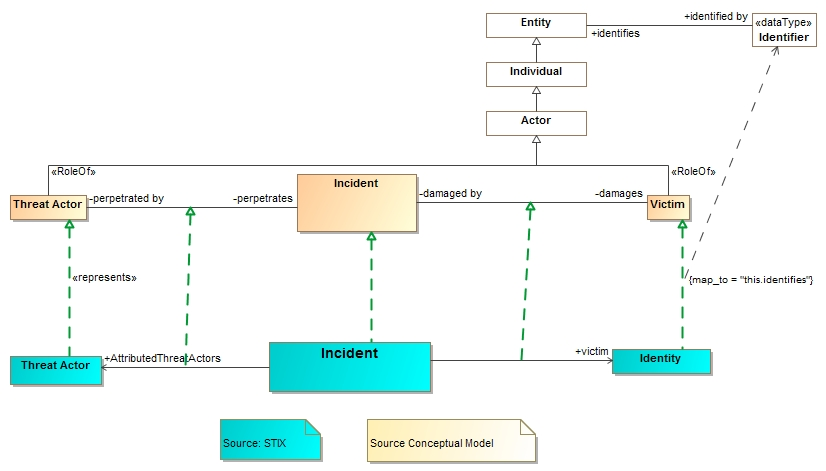 Entity
+identifies
+identified by
«dataType»
Identifier
Individual
Actor
«RoleOf»
«RoleOf»
Threat Actor
-perpetrated by
-perpetrates
Incident
-damaged by
-damages
Victim
«represents»
{map_to = "this.identifies"}
Threat Actor
+AttributedThreatActors
Incident
+victim
Identity
Source: STIX
Source Conceptual Model